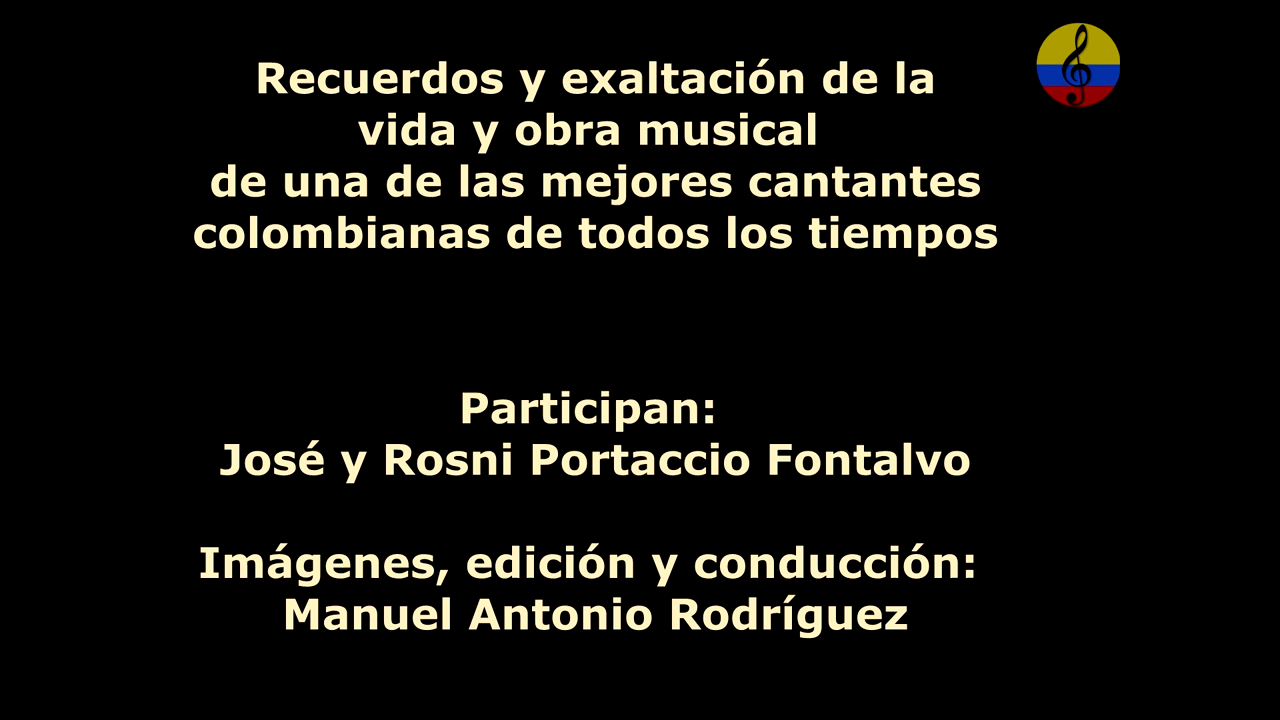 Recuerdos y exaltación de la
vida y obra musical
de una de las mejores cantantes
colombianas de todos los tiempos
Participan:
José y Rosni Portaccio Fontalvo
Imágenes, edición y conducción:
Manuel Antonio Rodríguez